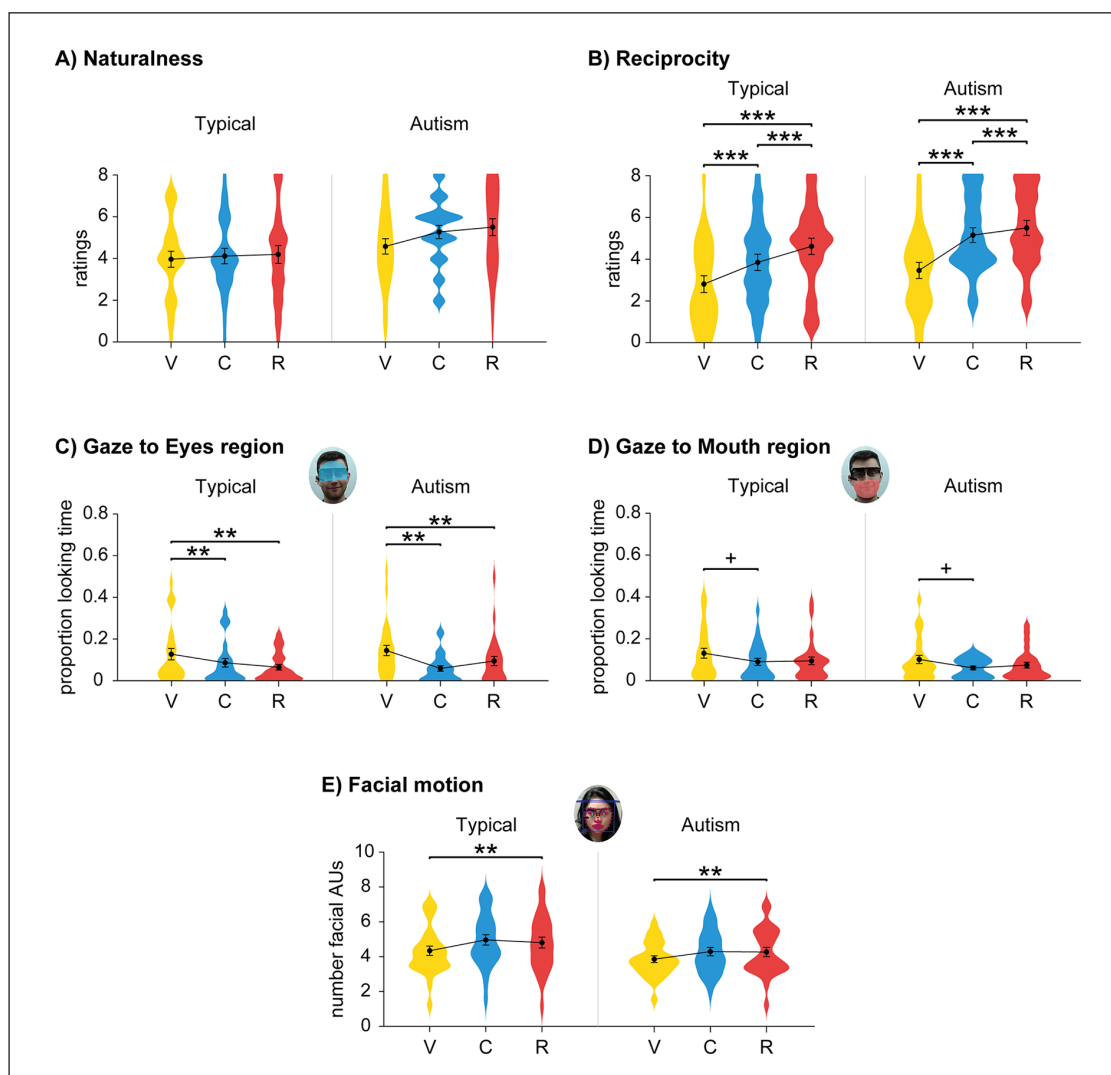 A) Naturalness
Typical
Autism
ratings
8
6
4
2
0
V
C
R
V
C
R
B) Reciprocity
Typical
Autism
***
***
***
***
***
***
ratings
8
6
4
2
0
V
C
R
V
C
R
C) Gaze to Eyes region
Typical
Autism
**
**
**
**
proportion looking time
0.8
0.6
0.4
0.2
0
V
C
R
V
C
R
D) Gaze to Mouth region
Typical
Autism
+
+
proportion looking time
0.8
0.6
0.4
0.2
0
V
C
R
V
C
R
E) Facial motion
Typical
Autism
**
**
number facial AUs
10
8
6
4
2
0
V
C
R
V
C
R